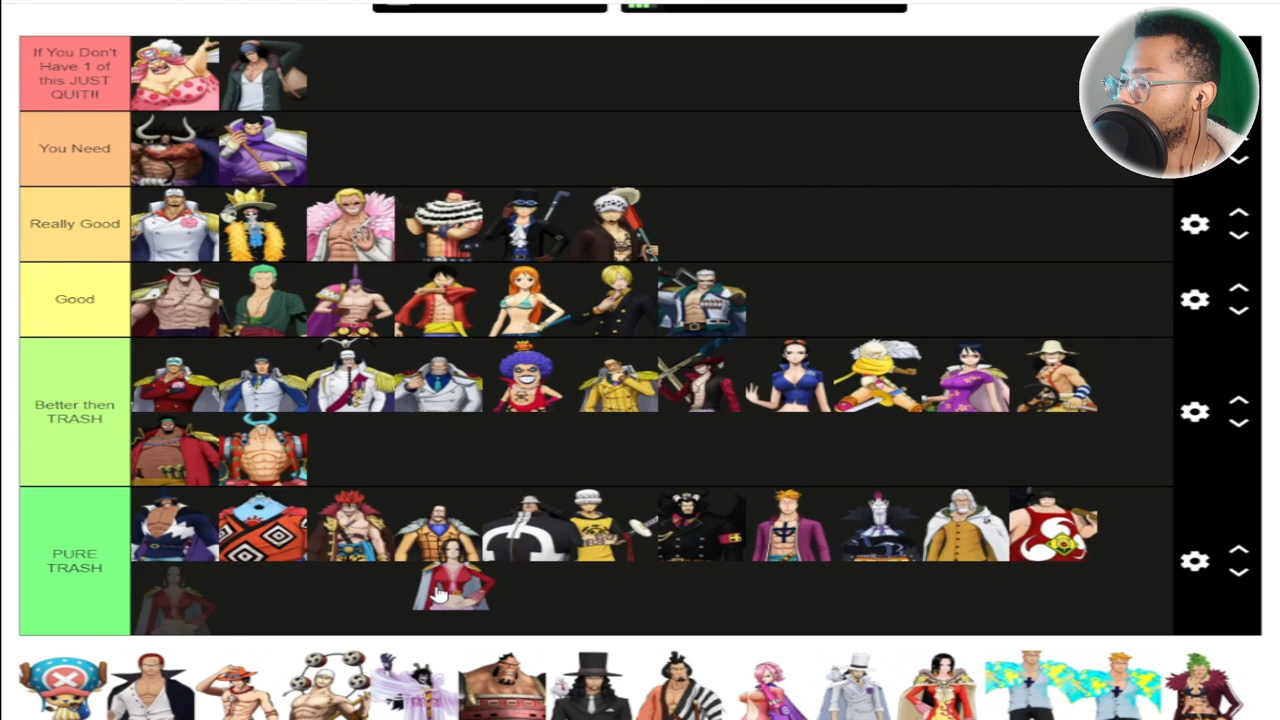 If You Don't
Have 1 of
this JUST
QUIT!!
You Need
Really Good
Good
Better then
TRASH
PURE
TRASH